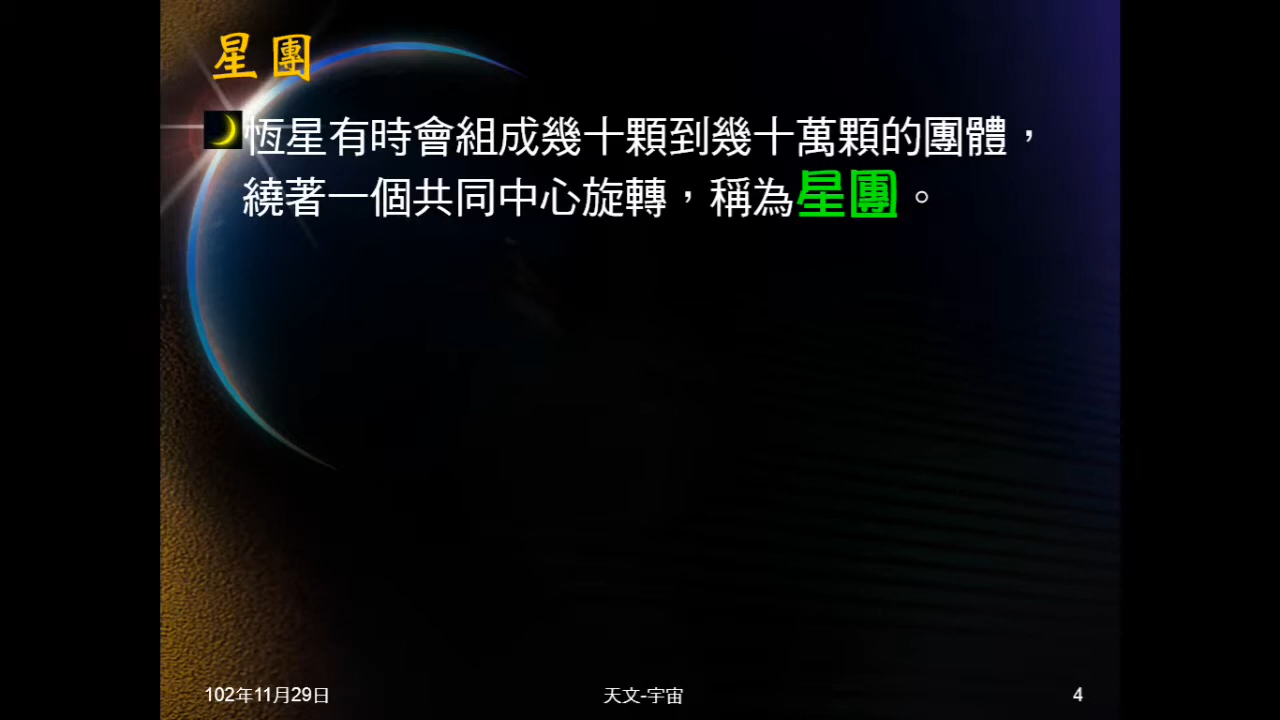 星團
恆星有時會組成幾十顆到幾十萬顆的團體，
繞著一個共同中心旋轉，稱為星團。
102年11月29日
天文-宇宙
4